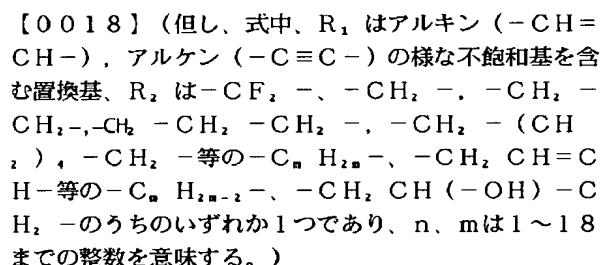 【0018】（但し、式中、R₁ はアルキン（－CH＝
CH－），アルケン（－C≡C－）の様な不飽和基を含
む置換基、R₂ は－CF₂ －、－CH₂ －．－CH₂ －
CH₂－,－CH₂ －CH₂ －CH₂ －，－CH₂ －（CH
₂ ）₄ －CH₂ －等の－Cₘ H₂ₘ－、－CH₂ CH＝C
H－等の－Cₘ H₂ₘ₋₂－、－CH₂ CH（－OH）－C
H₂ －のうちのいずれか1つであり、n、mは1～18
までの整数を意味する。）